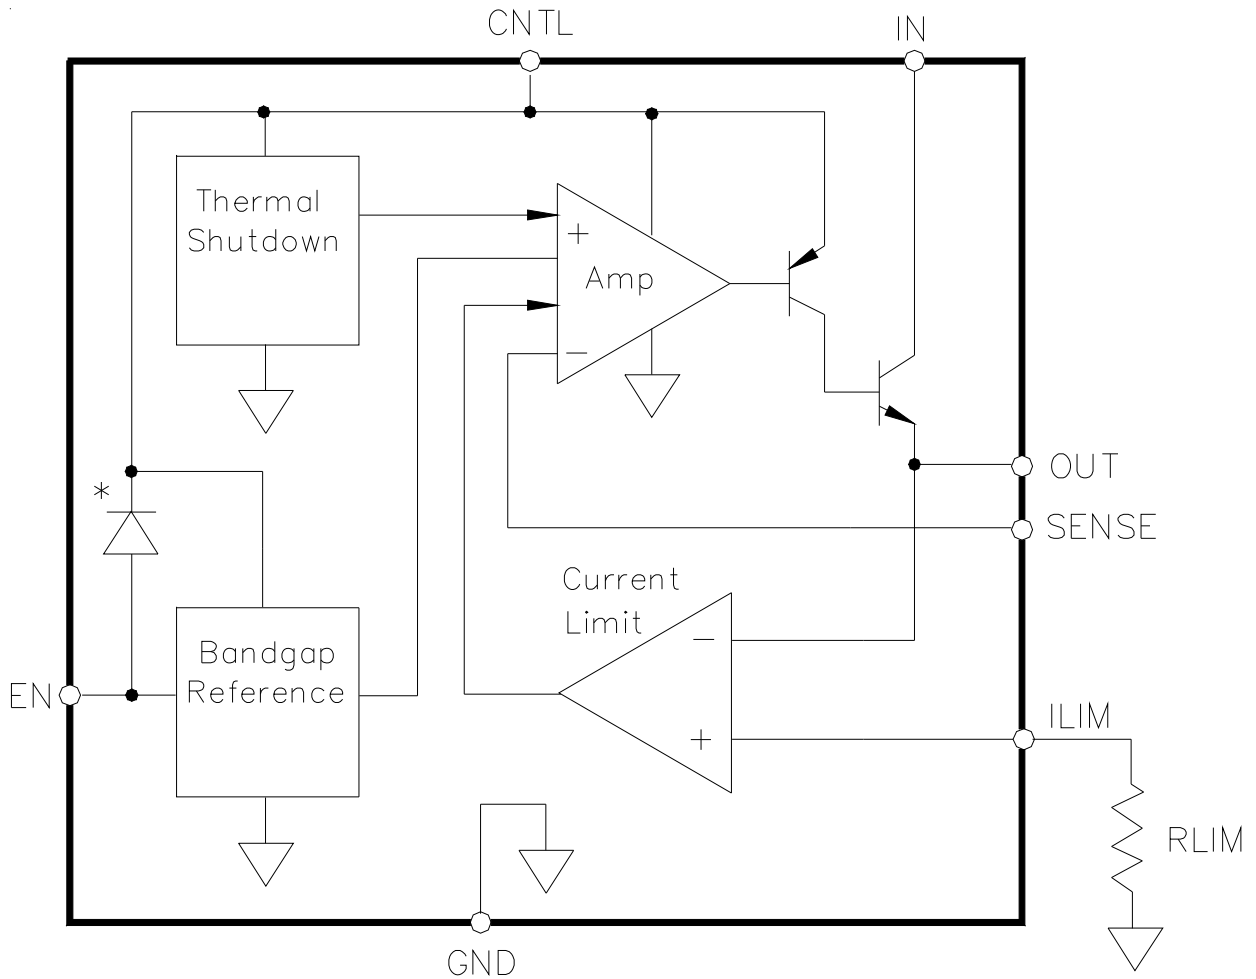 CNTL
IN
Thermal
Shutdown
+
Amp
−
OUT
*
SENSE
Current
Limit
−
Bandgap
Reference
EN
ILIM
+
RLIM
GND